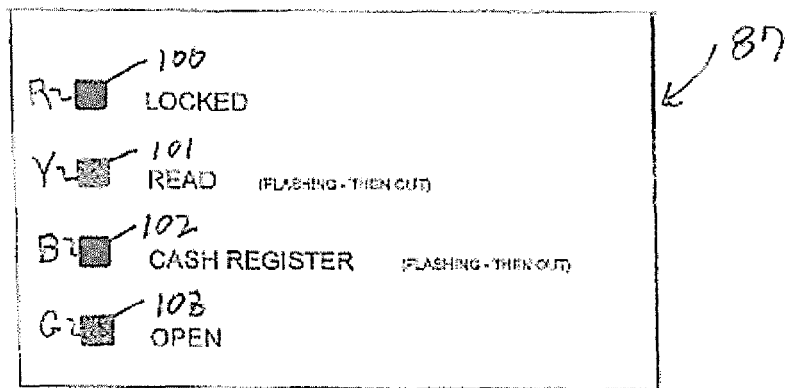 100
87
R LOCKED
101
Y READ (FLASHING - THEN OUT)
102
B CASH REGISTER (FLASHING - THEN OUT)
103
G OPEN